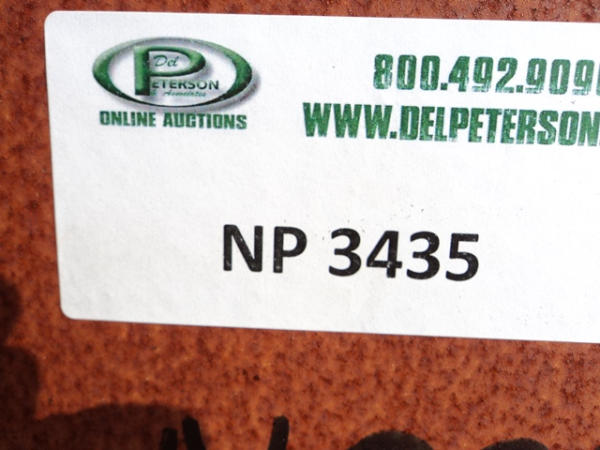 Del
PETERSON
& Associates
ONLINE AUCTIONS
800.492.909
WWW.DELPETERSON.
NP 3435